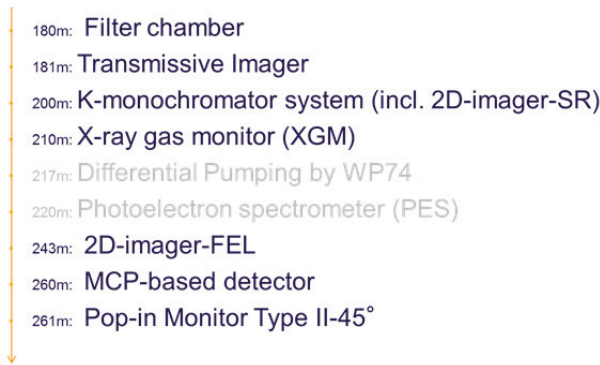 180m: Filter chamber
181m: Transmissive Imager
200m: K-monochromator system (incl. 2D-imager-SR)
210m: X-ray gas monitor (XGM)
217m: Differential Pumping by WP74
220m: Photoelectron spectrometer (PES)
243m: 2D-imager-FEL
260m: MCP-based detector
261m: Pop-in Monitor Type II-45°